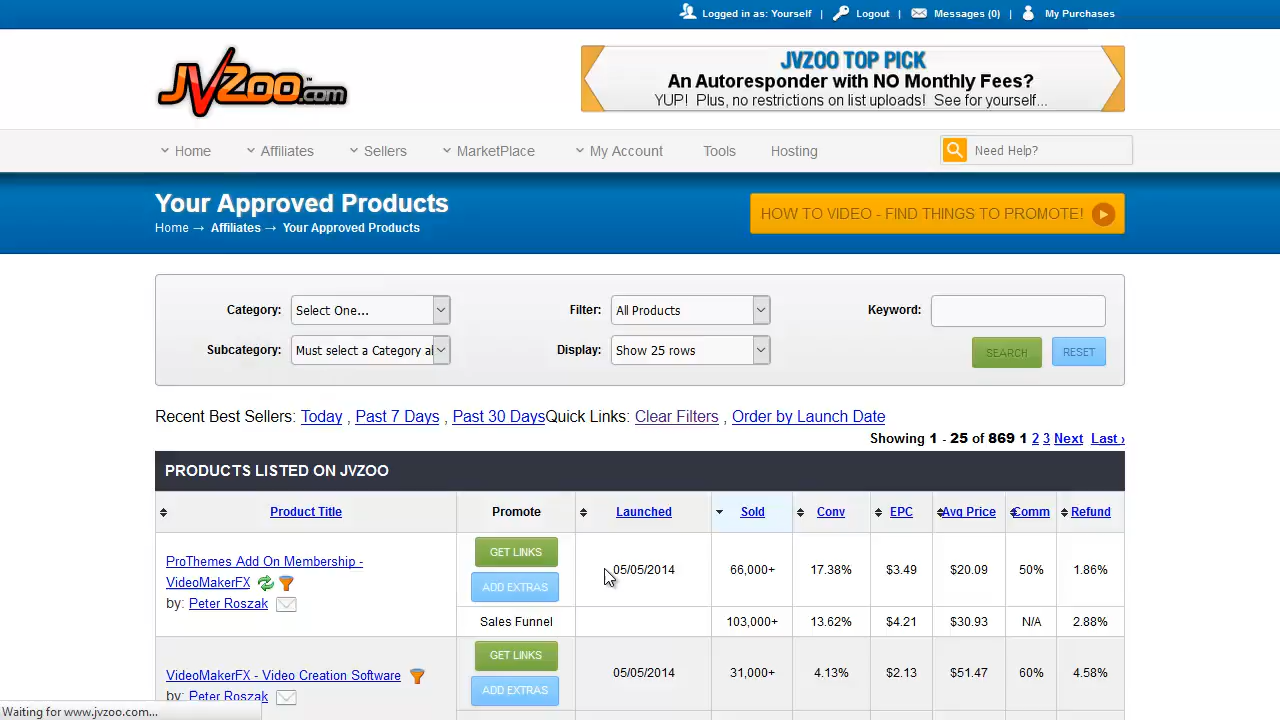 Logged in as: Yourself | Logout | Messages (0) | My Purchases
JVZoo.com
JVZOO TOP PICK
An Autoresponder with NO Monthly Fees?
YUP! Plus, no restrictions on list uploads! See for yourself...
Home Affiliates Sellers MarketPlace My Account Tools Hosting Need Help?
Your Approved Products
Home → Affiliates → Your Approved Products
HOW TO VIDEO - FIND THINGS TO PROMOTE!
Category: Select One... Filter: All Products Keyword:
Subcategory: Must select a Category al Display: Show 25 rows SEARCH RESET
Recent Best Sellers: Today , Past 7 Days , Past 30 DaysQuick Links: Clear Filters , Order by Launch Date
Showing 1 - 25 of 869 1 2 3 Next Last ›
PRODUCTS LISTED ON JVZOO
Product Title Promote Launched Sold Conv EPC Avg Price Comm Refund
ProThemes Add On Membership -
VideoMakerFX
by: Peter Roszak
GET LINKS
ADD EXTRAS
05/05/2014 66,000+ 17.38% $3.49 $20.09 50% 1.86%
Sales Funnel 103,000+ 13.62% $4.21 $30.93 N/A 2.88%
VideoMakerFX - Video Creation Software
by: Peter Roszak
GET LINKS
ADD EXTRAS
05/05/2014 31,000+ 4.13% $2.13 $51.47 60% 4.58%
Waiting for www.jvzoo.com...